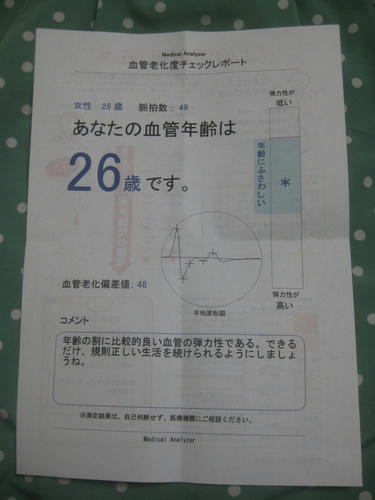 Medical Analyzer
血管老化度チェックレポート
女性 28歳 脈拍数：49
あなたの血管年齢は
26歳です。
弾力性が
低い
年齢にふさわしい
*
弾力性が
高い
血管老化偏差値：48
平均波形図
コメント
年齢の割に比較的良い血管の弾力性である。できる
だけ、規則正しい生活を続けられるようにしましょ
うね。
※測定結果は、自己判断せず、医療機関にご相談ください。
Medical Analyzer